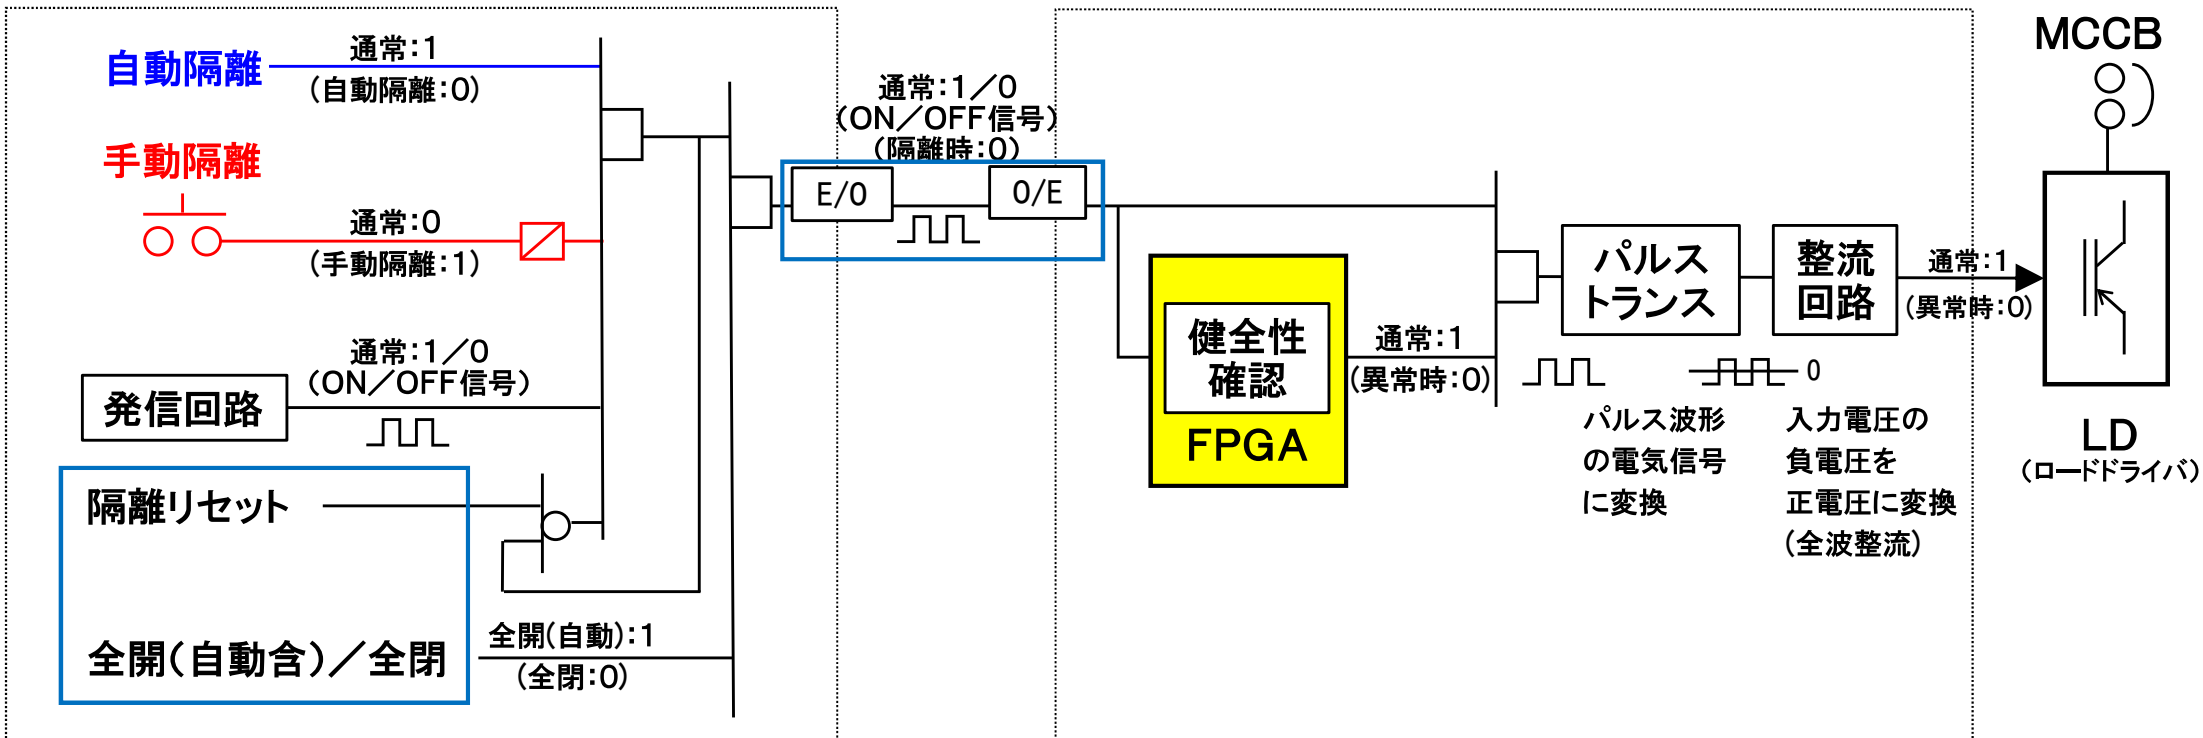 自動隔離
通常:1
(自動隔離:0)
手動隔離
通常:0
(手動隔離:1)
発信回路
通常:1/0
(ON/OFF信号)
隔離リセット
全開(自動含)/全閉
全開(自動):1
(全閉:0)
通常:1/0
(ON/OFF信号)
(隔離時:0)
E/O
O/E
健全性
確認
FPGA
通常:1
(異常時:0)
パルス
トランス
整流
回路
0
パルス波形
の電気信号
に変換
入力電圧の
負電圧を
正電圧に変換
(全波整流)
通常:1
(異常時:0)
MCCB
LD
(ロードドライバ)